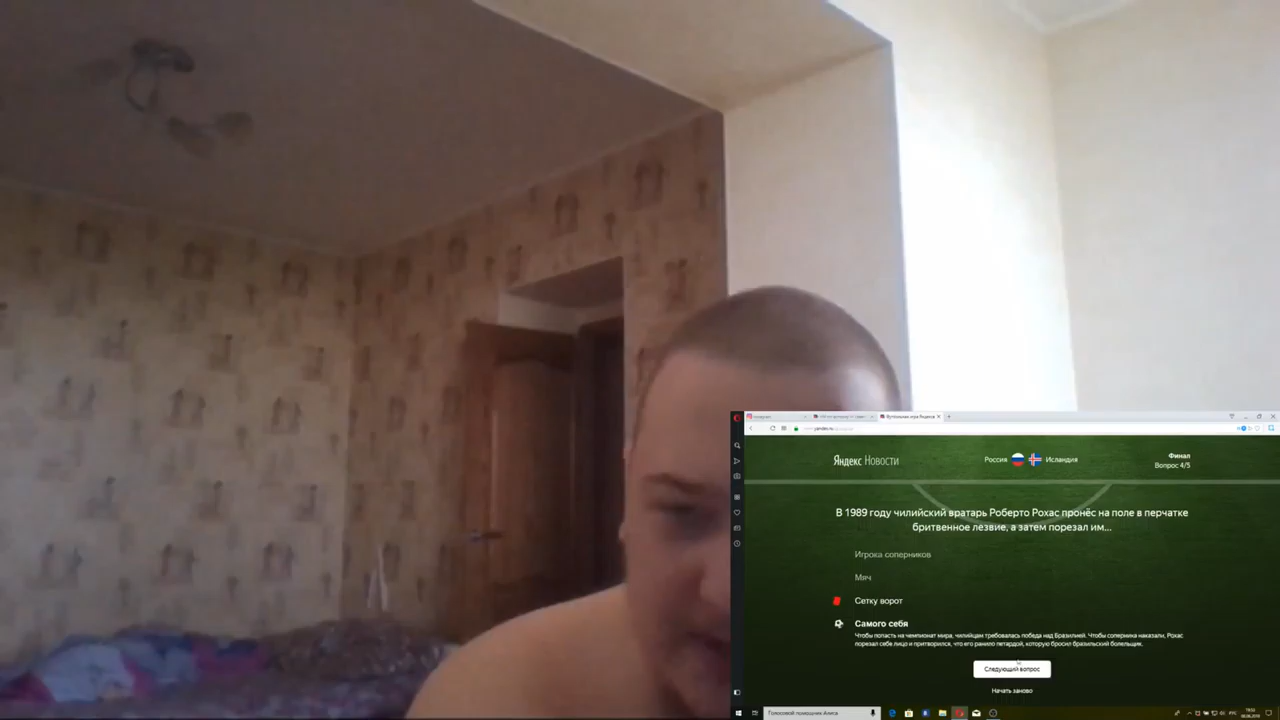 Яндекс Новости
Россия Исландия
Финал
Вопрос 4/5
В 1989 году чилийский вратарь Роберто Рохас пронёс на поле в перчатке
бритвенное лезвие, а затем порезал им...
Игрока соперников
Мяч
Сетку ворот
Самого себя
Чтобы попасть на чемпионат мира, чилийцам требовалась победа над Бразилией. Чтобы соперника наказали, Рохас
порезал себе лицо и притворился, что его ранило петардой, которую бросил бразильский болельщик.
Следующий вопрос
Начать заново
Голосовой помощник Алиса